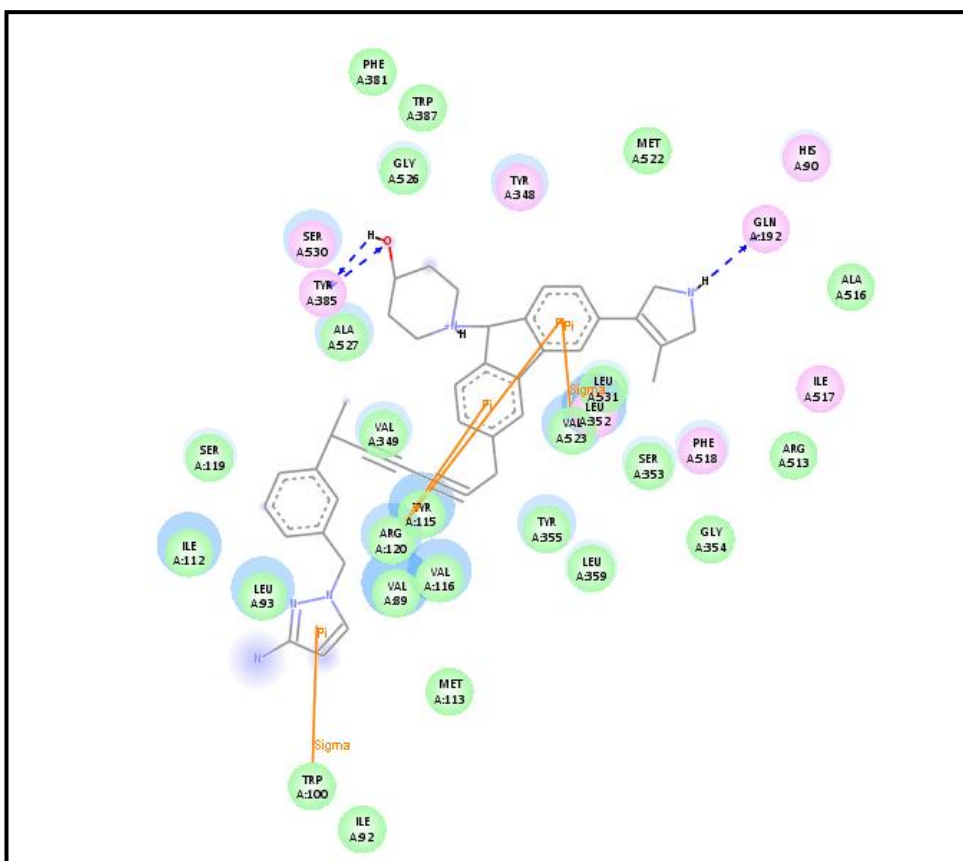 PHE
A:381
TRP
A:387
MET
A:522
HIS
A:90
GLY
A:526
TYR
A:348
GLN
A:192
SER
A:530
H
O
TYR
A:385
H
N
ALA
A:516
ALA
A:527
+N
H
Pi
Pi
LEU
A:531
Sigma
LEU
A:352
ILE
A:517
Pi
VAL
A:523
VAL
A:349
SER
A:353
PHE
A:518
ARG
A:513
SER
A:119
TYR
A:115
TYR
A:355
GLY
A:354
ARG
A:120
ILE
A:112
LEU
A:359
VAL
A:116
LEU
A:93
VAL
A:89
N
N
Pi
N
MET
A:113
Sigma
TRP
A:100
ILE
A:92